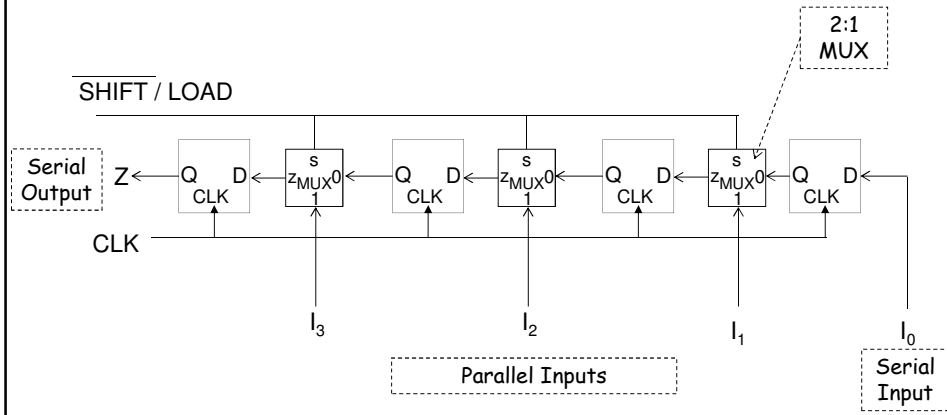 2:1
MUX
SHIFT / LOAD
Serial
Output
Z
Q D
CLK
s
z MUX 0
1
Q D
CLK
s
z MUX 0
1
Q D
CLK
s
z MUX 0
1
Q D
CLK
CLK
I₃ I₂ I₁ I₀
Parallel Inputs
Serial
Input